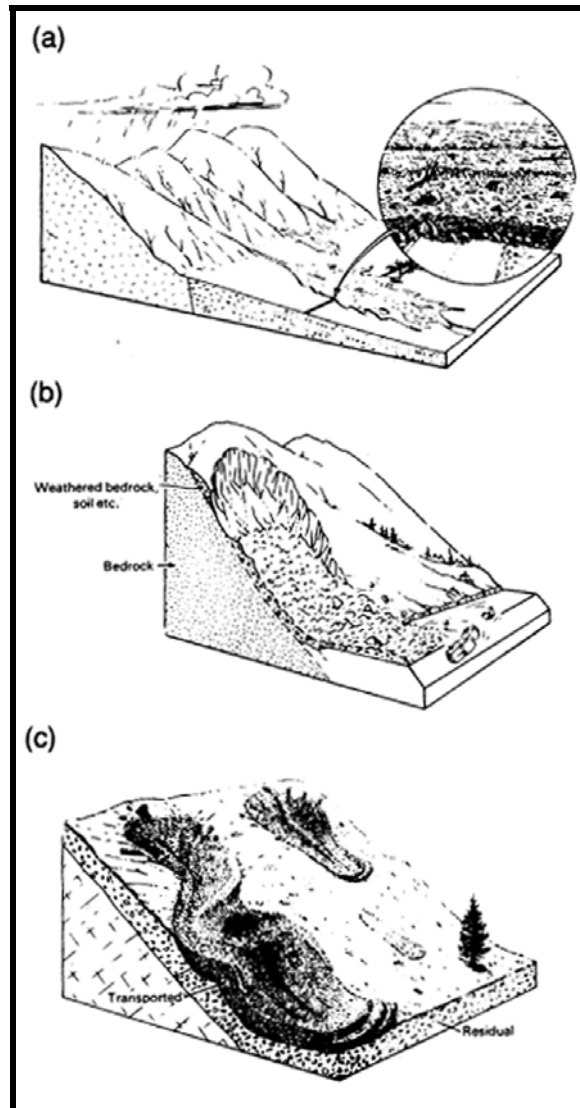 (a)
(b)
Weathered bedrock,
soil etc.
Bedrock
(c)
Transported
Residual